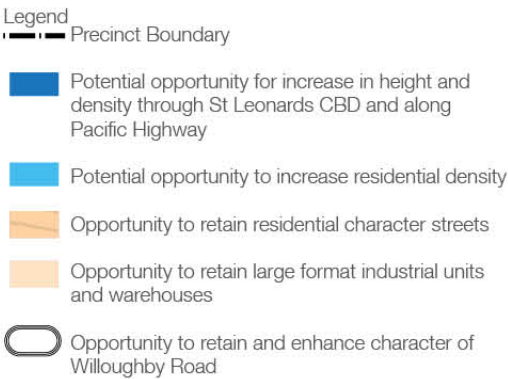 Legend
Precinct Boundary
Potential opportunity for increase in height and
density through St Leonards CBD and along
Pacific Highway
Potential opportunity to increase residential density
Opportunity to retain residential character streets
Opportunity to retain large format industrial units
and warehouses
Opportunity to retain and enhance character of
Willoughby Road